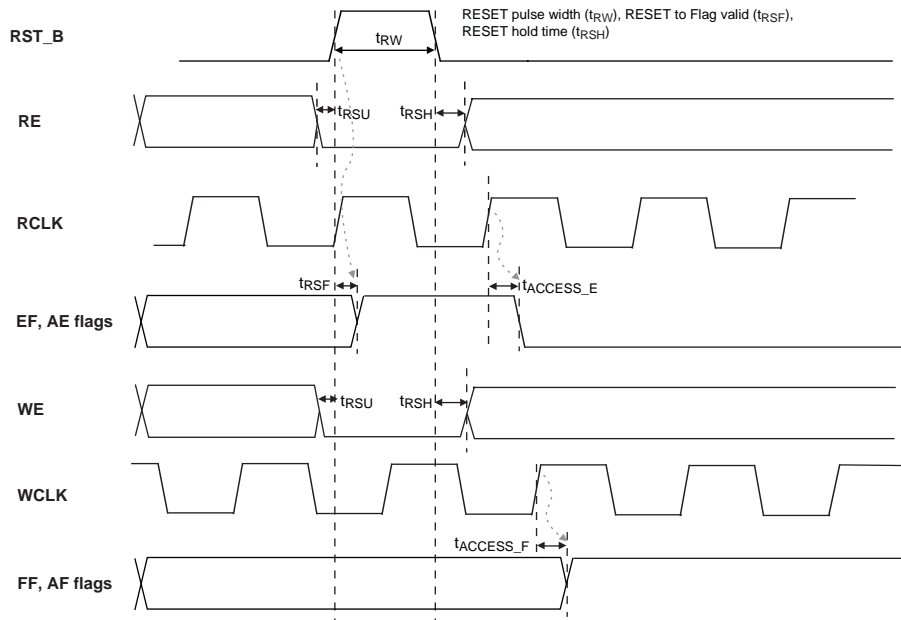 RESET pulse width (tRW), RESET to Flag valid (tRSF),
RESET hold time (tRSH)
RST_B
tRW
RE
tRSU
tRSH
RCLK
tRSF
tACCESS_E
EF, AE flags
WE
tRSU
tRSH
WCLK
tACCESS_F
FF, AF flags